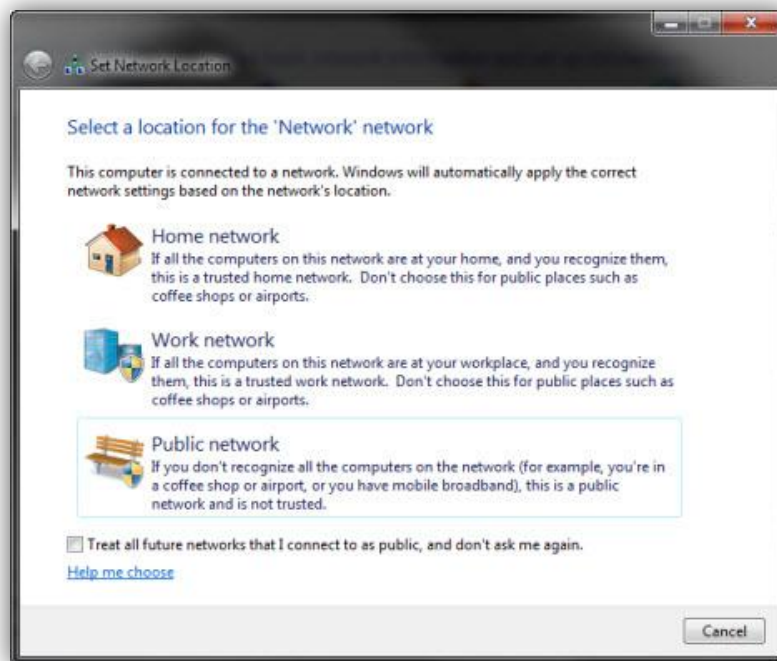 Set Network Location
Select a location for the 'Network' network
This computer is connected to a network. Windows will automatically apply the correct
network settings based on the network's location.
Home network
If all the computers on this network are at your home, and you recognize them,
this is a trusted home network. Don't choose this for public places such as
coffee shops or airports.
Work network
If all the computers on this network are at your workplace, and you recognize
them, this is a trusted work network. Don't choose this for public places such as
coffee shops or airports.
Public network
If you don't recognize all the computers on the network (for example, you're in
a coffee shop or airport, or you have mobile broadband), this is a public
network and is not trusted.
Treat all future networks that I connect to as public, and don't ask me again.
Help me choose
Cancel